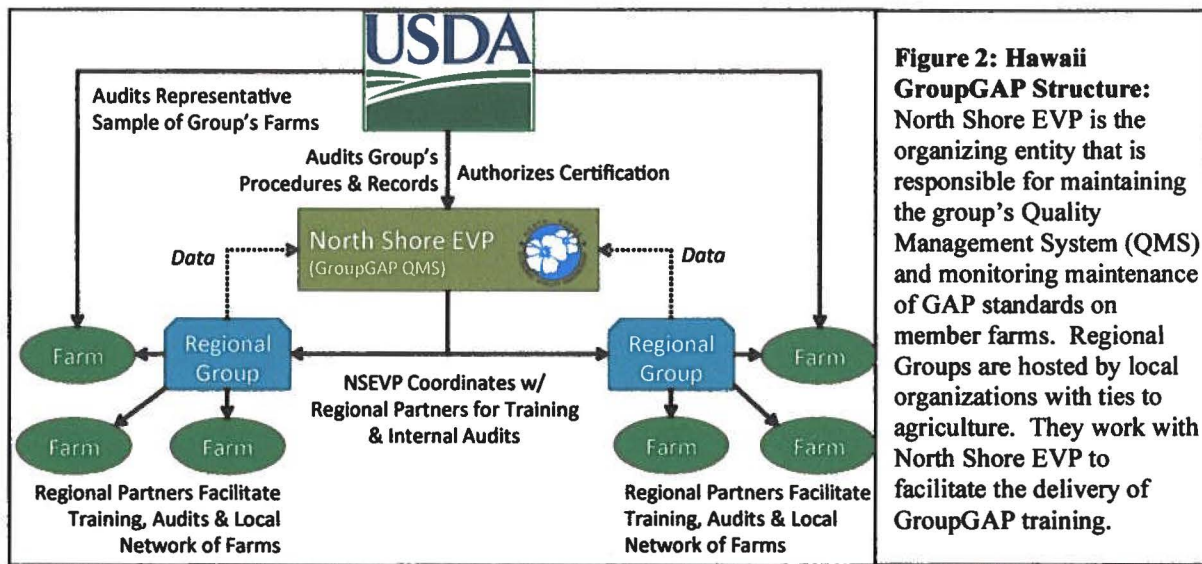 USDA
Audits Representative
Sample of Group's Farms
Audits Group's
Procedures & Records
Authorizes Certification
North Shore EVP
(GroupGAP QMS)
Data
Data
Farm
Regional
Group
Farm
Farm
NSEVP Coordinates w/
Regional Partners for Training
& Internal Audits
Regional
Group
Farm
Farm
Farm
Regional Partners Facilitate
Training, Audits & Local
Network of Farms
Regional Partners Facilitate
Training, Audits & Local
Network of Farms
Figure 2: Hawaii
GroupGAP Structure:
North Shore EVP is the
organizing entity that is
responsible for maintaining
the group's Quality
Management System (QMS)
and monitoring maintenance
of GAP standards on
member farms. Regional
Groups are hosted by local
organizations with ties to
agriculture. They work with
North Shore EVP to
facilitate the delivery of
GroupGAP training.